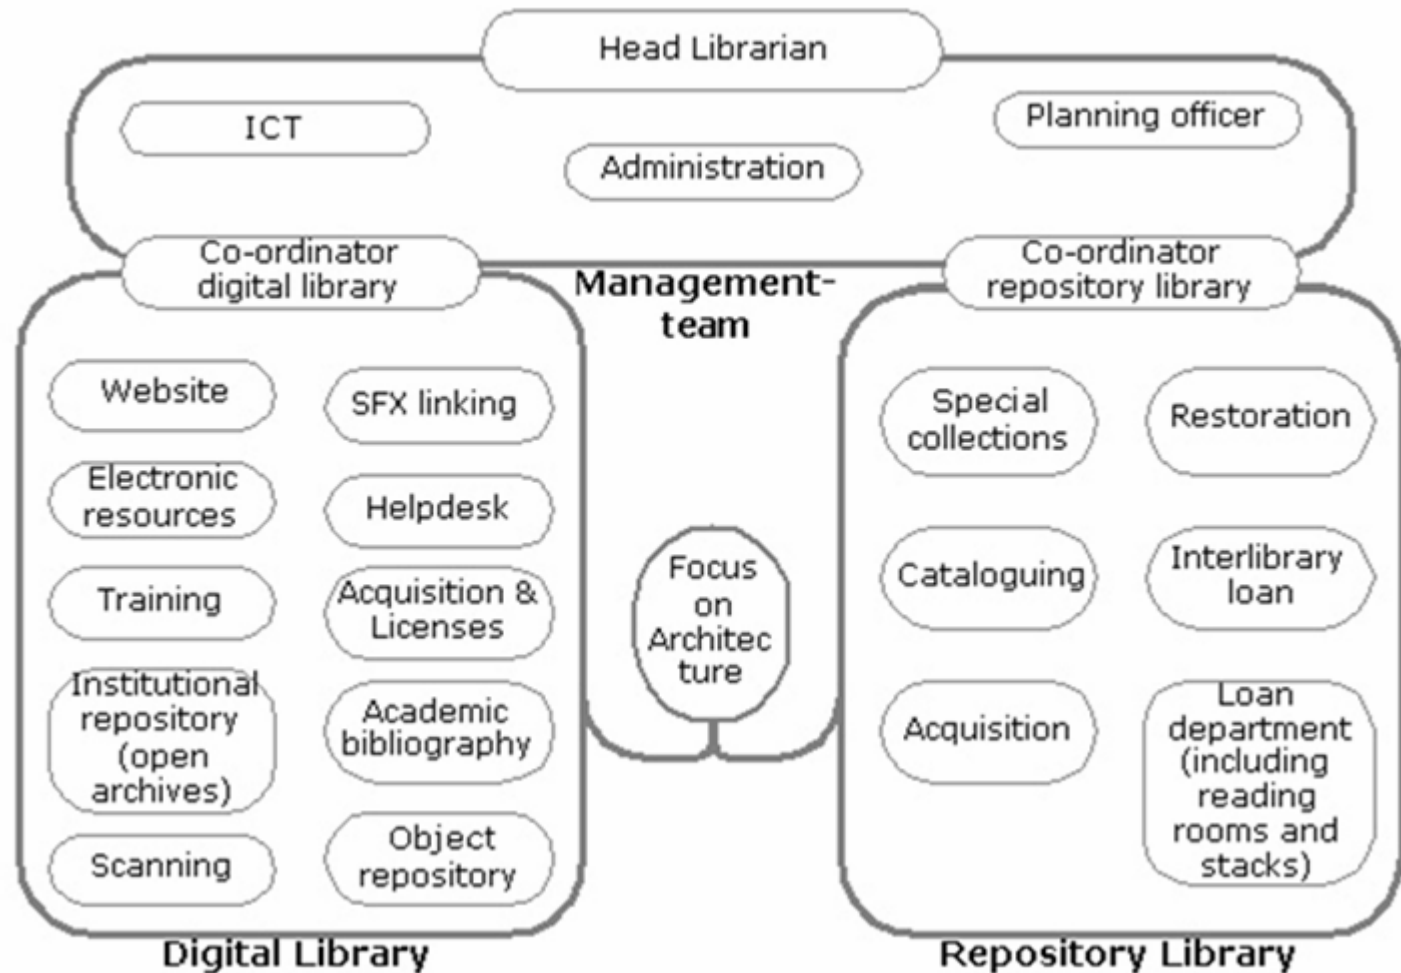 Head Librarian
ICT
Planning officer
Administration
Co-ordinator
digital library
Co-ordinator
repository library
Management-
team
Website
SFX linking
Electronic
resources
Helpdesk
Training
Acquisition &
Licenses
Institutional
repository
(open
archives)
Academic
bibliography
Scanning
Object
repository
Digital Library
Focus
on
Architec
ture
Special
collections
Restoration
Cataloguing
Interlibrary
loan
Acquisition
Loan
department
(including
reading
rooms and
stacks)
Repository Library